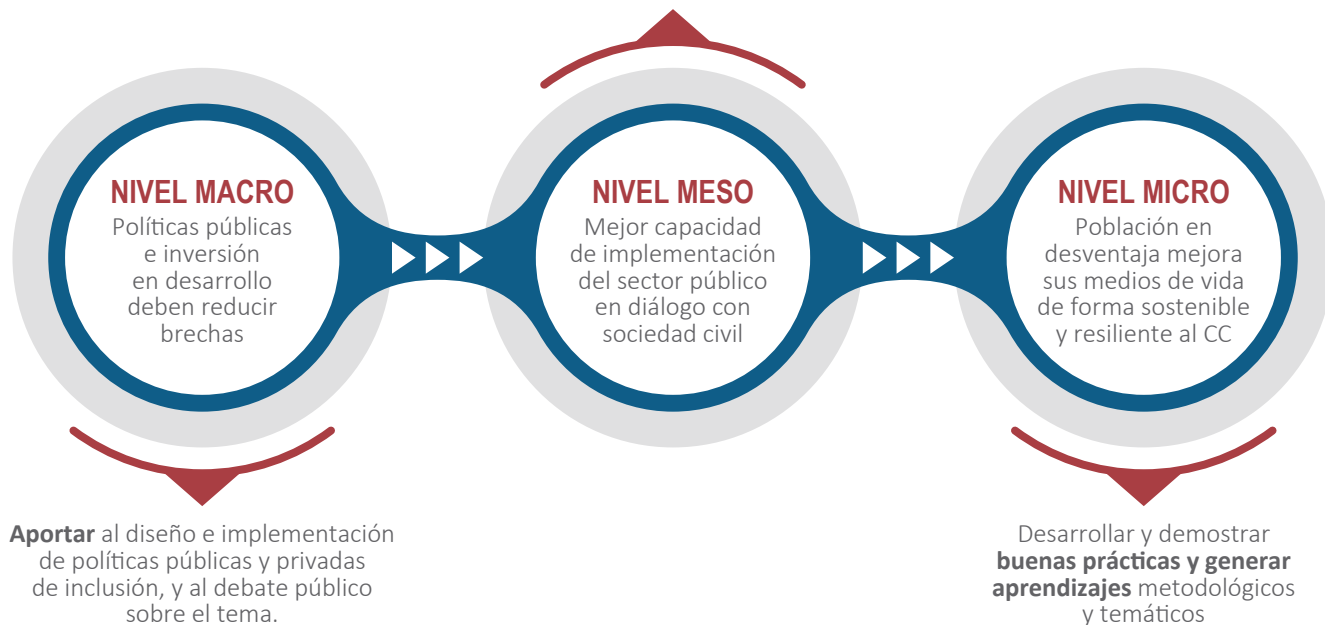 NIVEL MACRO
Políticas públicas
e inversión
en desarrollo
deben reducir
brechas
NIVEL MESO
Mejor capacidad
de implementación
del sector público
en diálogo con
sociedad civil
NIVEL MICRO
Población en
desventaja mejora
sus medios de vida
de forma sostenible
y resiliente al CC
Aportar al diseño e implementación
de políticas públicas y privadas
de inclusión, y al debate público
sobre el tema.
Desarrollar y demostrar
buenas prácticas y generar
aprendizajes metodológicos
y temáticos